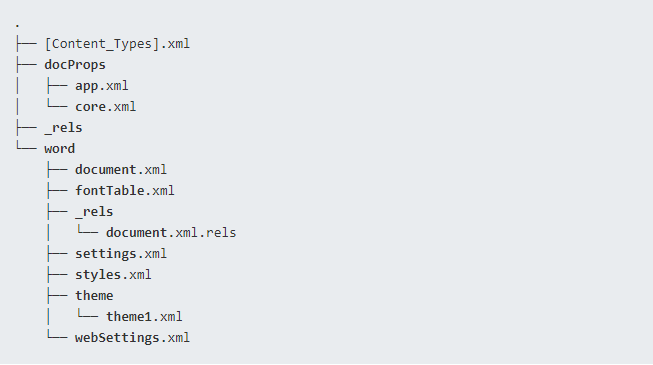 .
├── [Content_Types].xml
├── docProps
│   ├── app.xml
│   └── core.xml
├── _rels
└── word
    ├── document.xml
    ├── fontTable.xml
    ├── _rels
    │   └── document.xml.rels
    ├── settings.xml
    ├── styles.xml
    ├── theme
    │   └── theme1.xml
    └── webSettings.xml